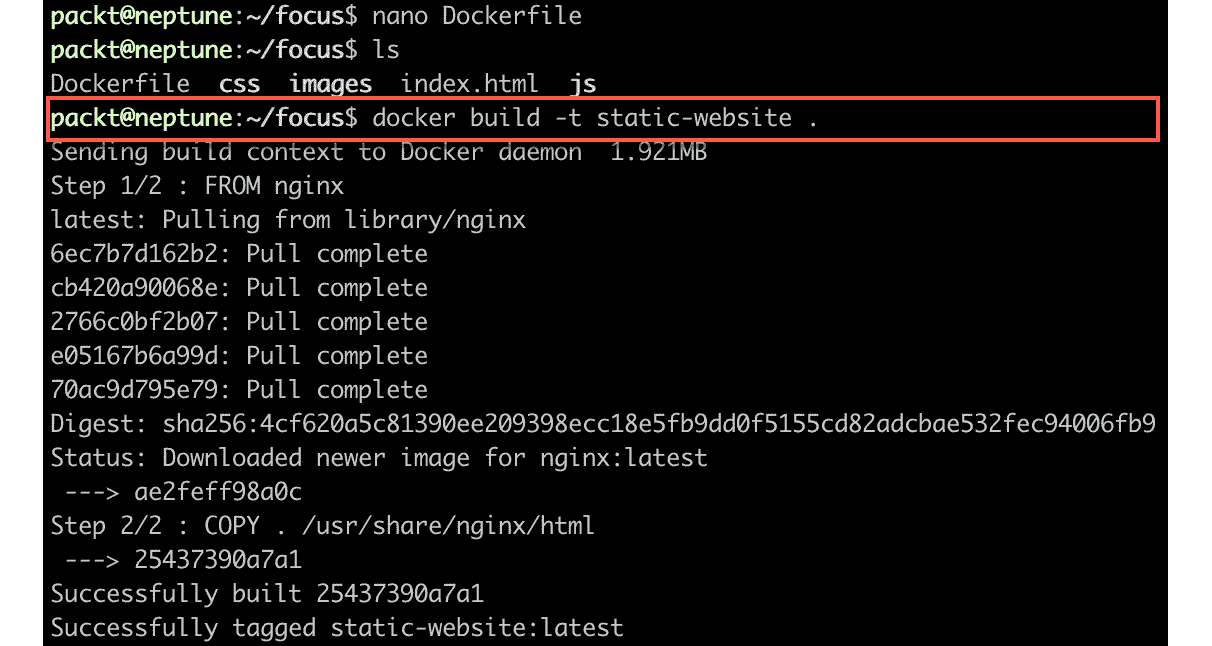 packt@neptune:~/focus$ nano Dockerfile
packt@neptune:~/focus$ ls
Dockerfile  css  images  index.html  js
packt@neptune:~/focus$ docker build -t static-website .
Sending build context to Docker daemon  1.921MB
Step 1/2 : FROM nginx
latest: Pulling from library/nginx
6ec7b7d162b2: Pull complete
cb420a90068e: Pull complete
2766c0bf2b07: Pull complete
e05167b6a99d: Pull complete
70ac9d795e79: Pull complete
Digest: sha256:4cf620a5c81390ee209398ecc18e5fb9dd0f5155cd82adcbae532fec94006fb9
Status: Downloaded newer image for nginx:latest
 ---> ae2feff98a0c
Step 2/2 : COPY . /usr/share/nginx/html
 ---> 25437390a7a1
Successfully built 25437390a7a1
Successfully tagged static-website:latest